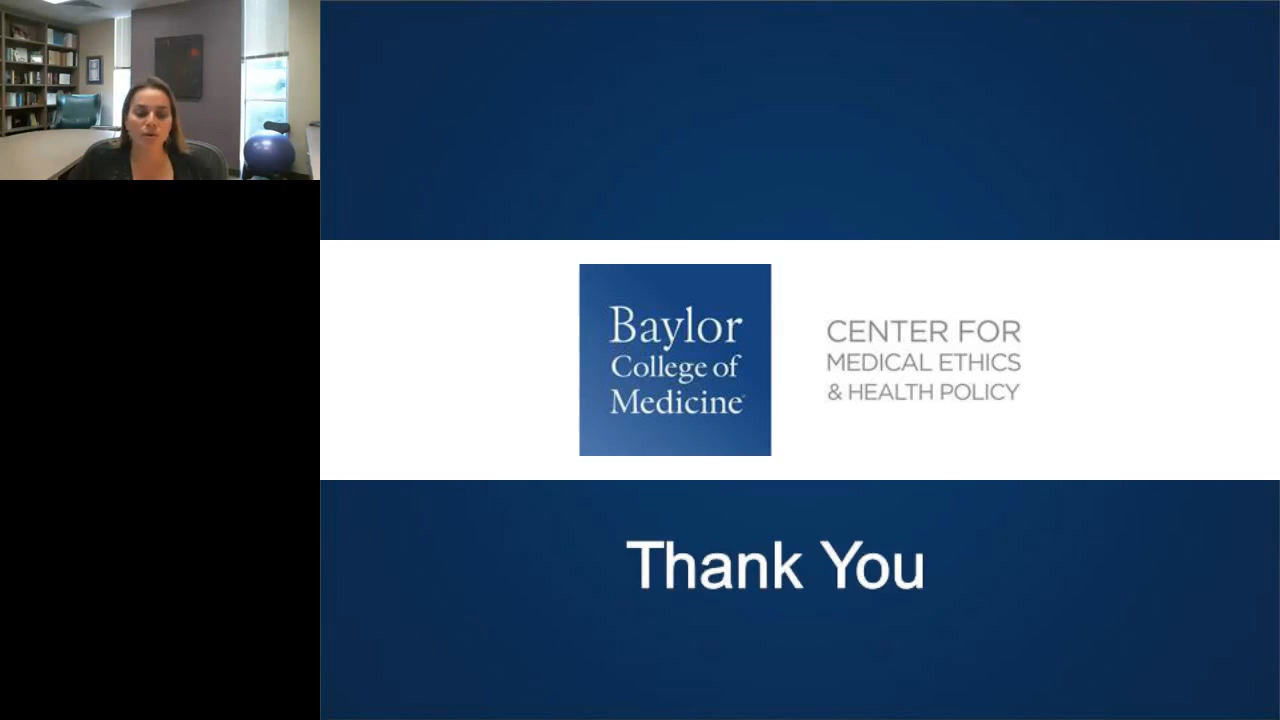 Baylor
College of
Medicine
CENTER FOR
MEDICAL ETHICS
& HEALTH POLICY
Thank You